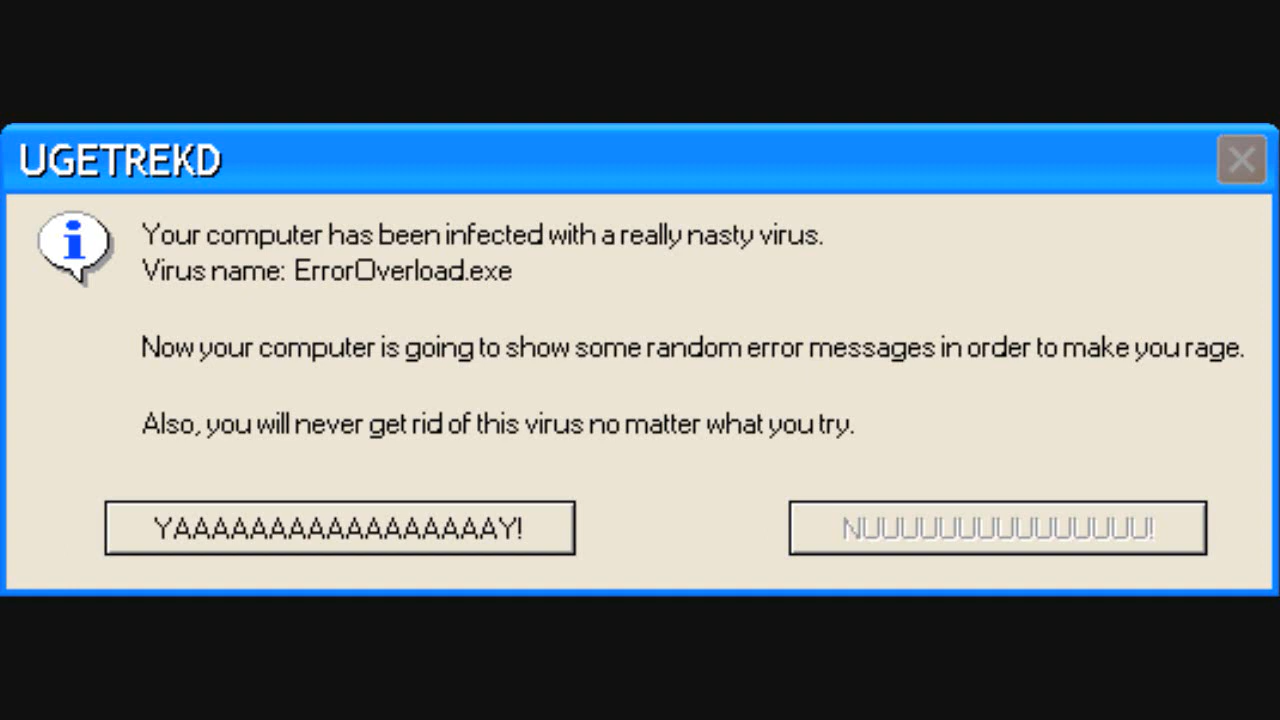 UGETREKD
Your computer has been infected with a really nasty virus.
Virus name: ErrorOverload.exe
Now your computer is going to show some random error messages in order to make you rage.
Also, you will never get rid of this virus no matter what you try.
YAAAAAAAAAAAAAAAAAY!
NUUUUUUUUUUUUUUU!